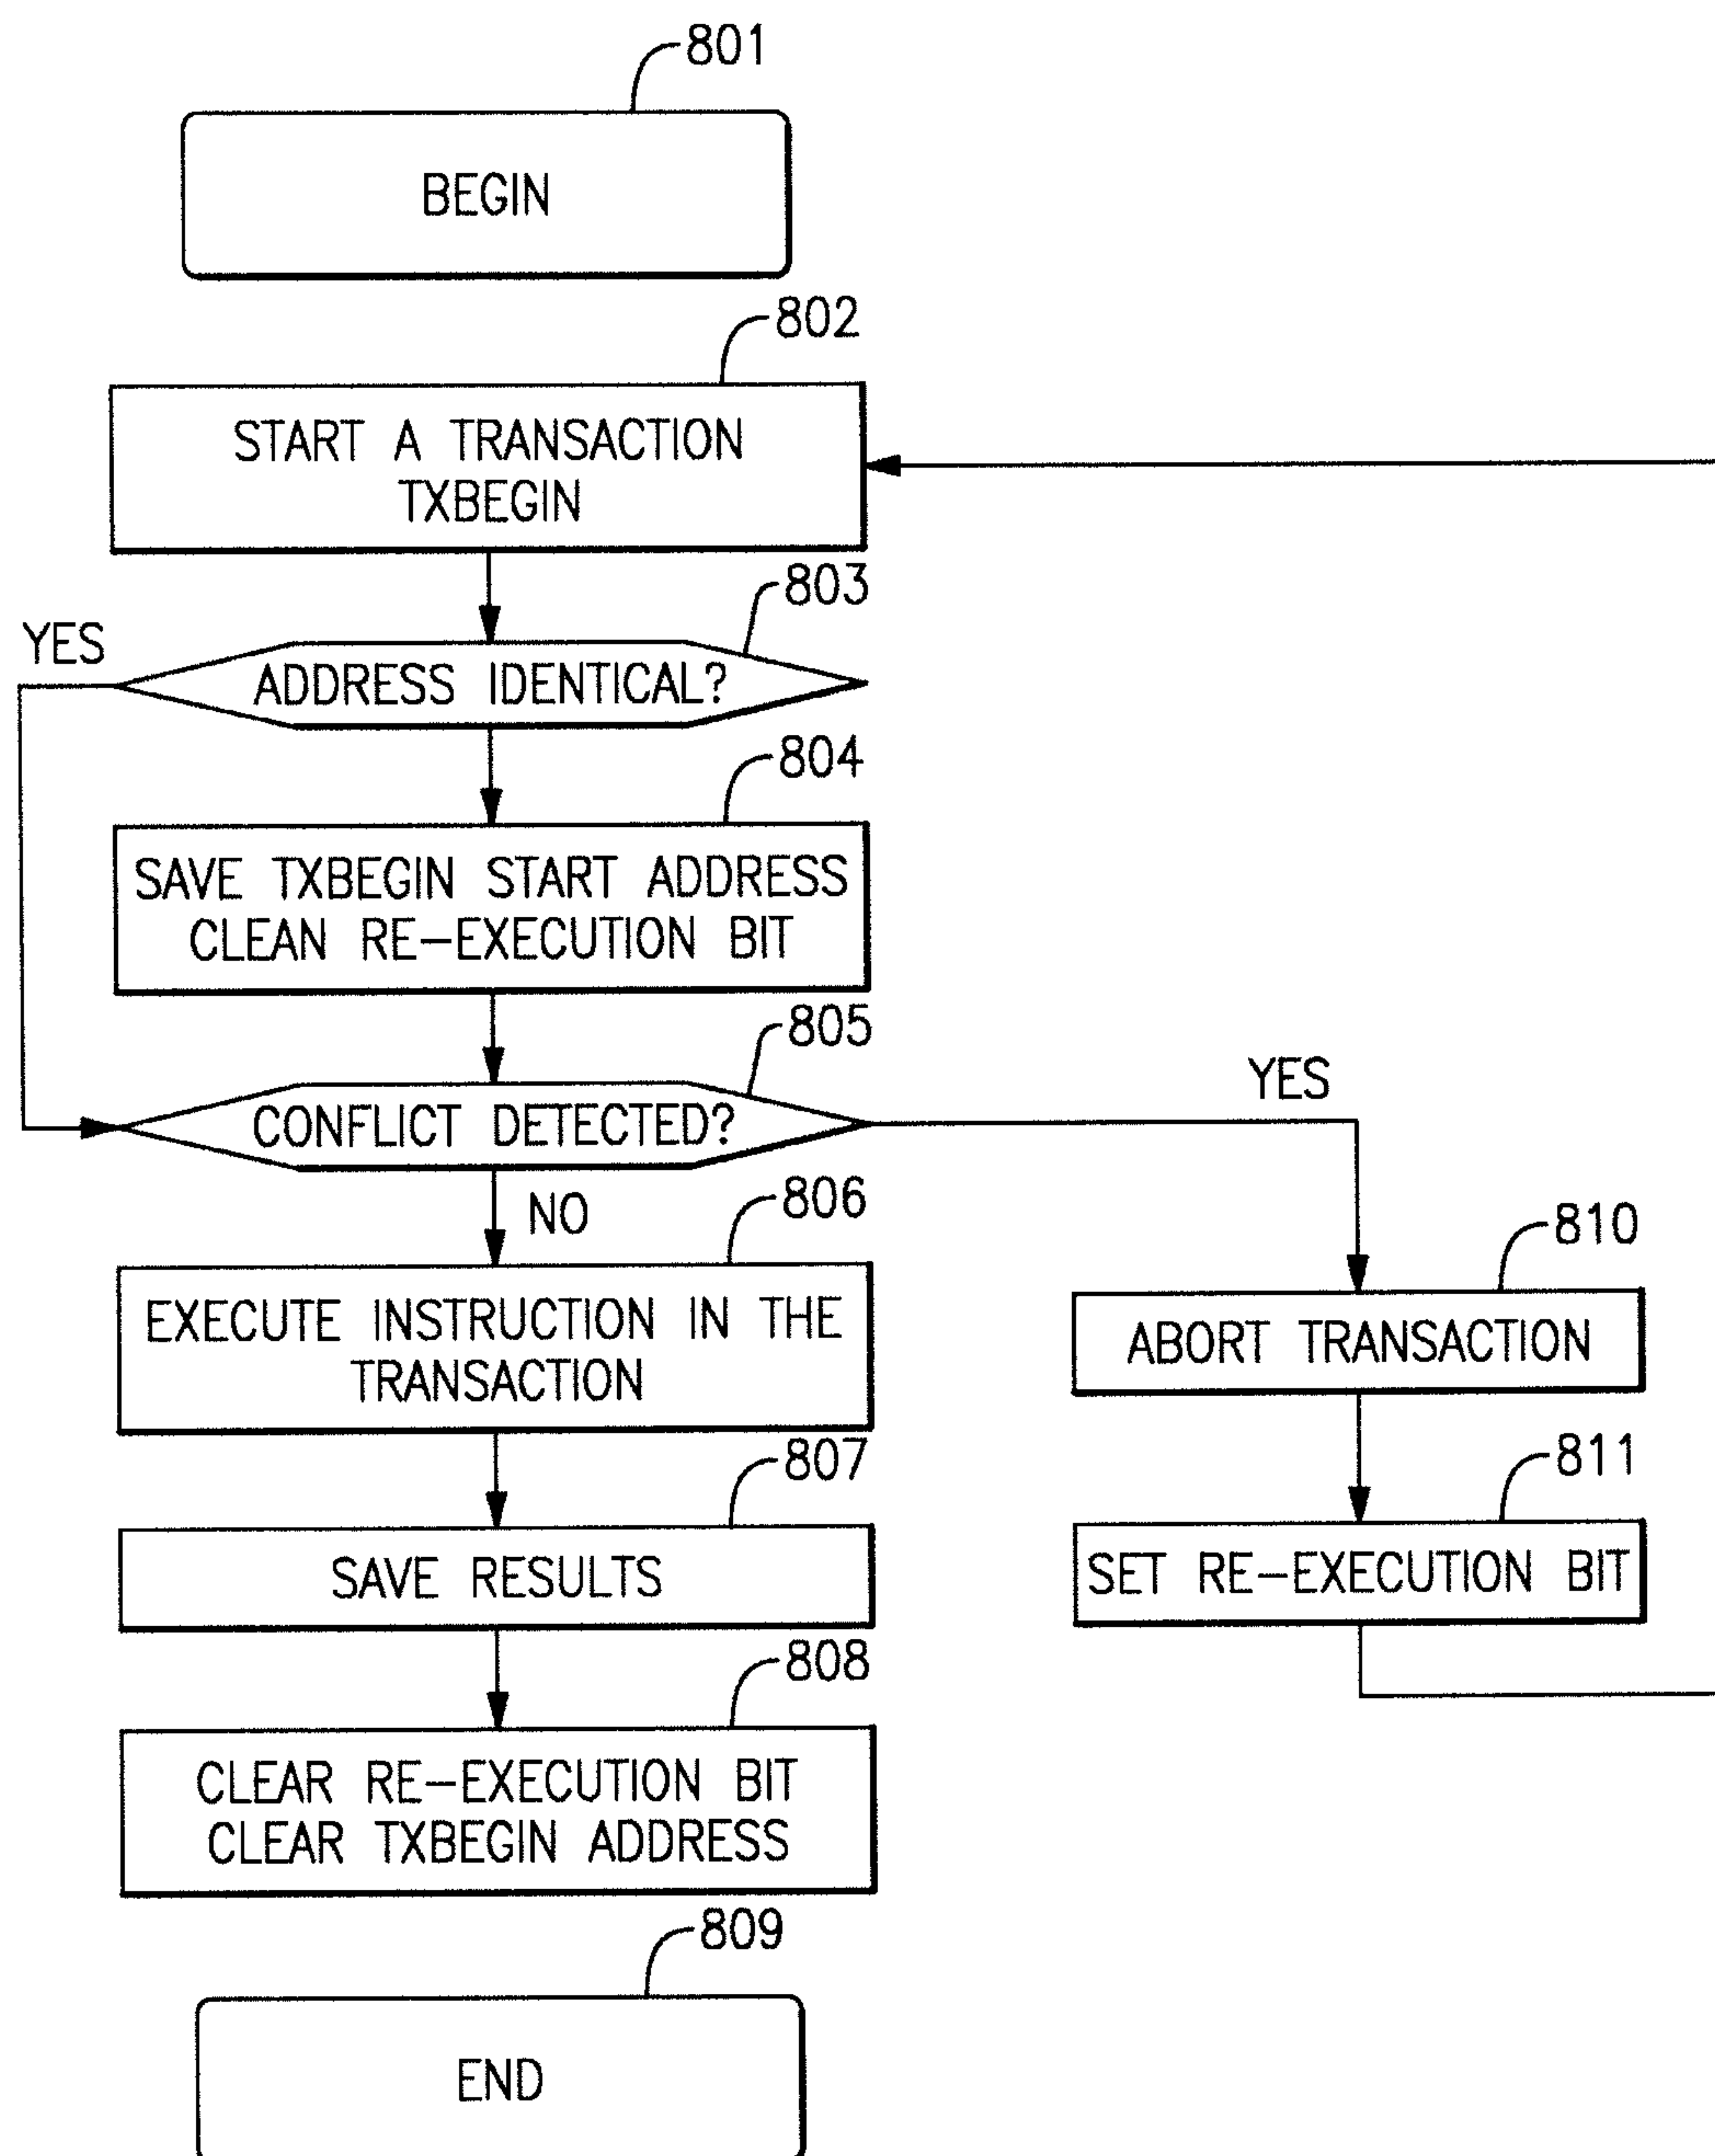 801
BEGIN
802
START A TRANSACTION
TXBEGIN
803
YES
ADDRESS IDENTICAL?
804
SAVE TXBEGIN START ADDRESS
CLEAN RE-EXECUTION BIT
805
YES
CONFLICT DETECTED?
NO
806
EXECUTE INSTRUCTION IN THE
TRANSACTION
810
ABORT TRANSACTION
807
SAVE RESULTS
811
SET RE-EXECUTION BIT
808
CLEAR RE-EXECUTION BIT
CLEAR TXBEGIN ADDRESS
809
END